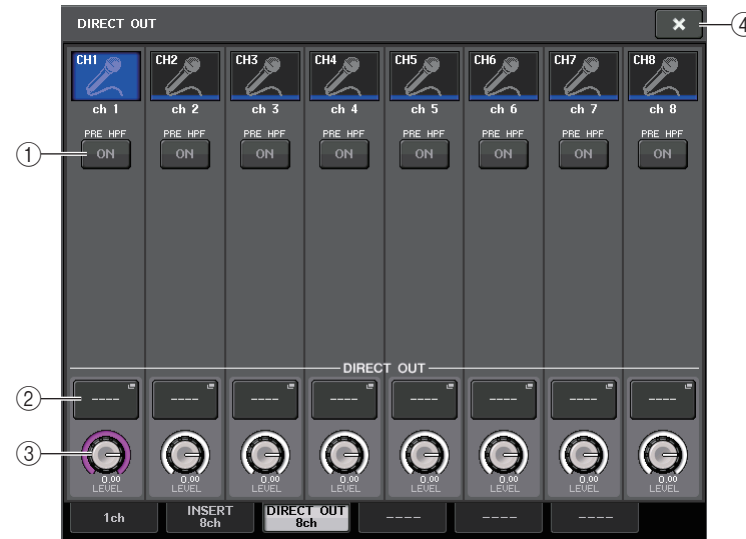 DIRECT OUT
④
CH1 CH2 CH3 CH4 CH5 CH6 CH7 CH8
ch 1 ch 2 ch 3 ch 4 ch 5 ch 6 ch 7 ch 8
PRE HPF PRE HPF PRE HPF PRE HPF PRE HPF PRE HPF PRE HPF PRE HPF
① ON ON ON ON ON ON ON ON
DIRECT OUT
② ---- ---- ---- ---- ---- ---- ---- ----
③
0.00 0.00 0.00 0.00 0.00 0.00 0.00 0.00
LEVEL LEVEL LEVEL LEVEL LEVEL LEVEL LEVEL LEVEL
1ch INSERT 8ch DIRECT OUT 8ch ---- ---- ----